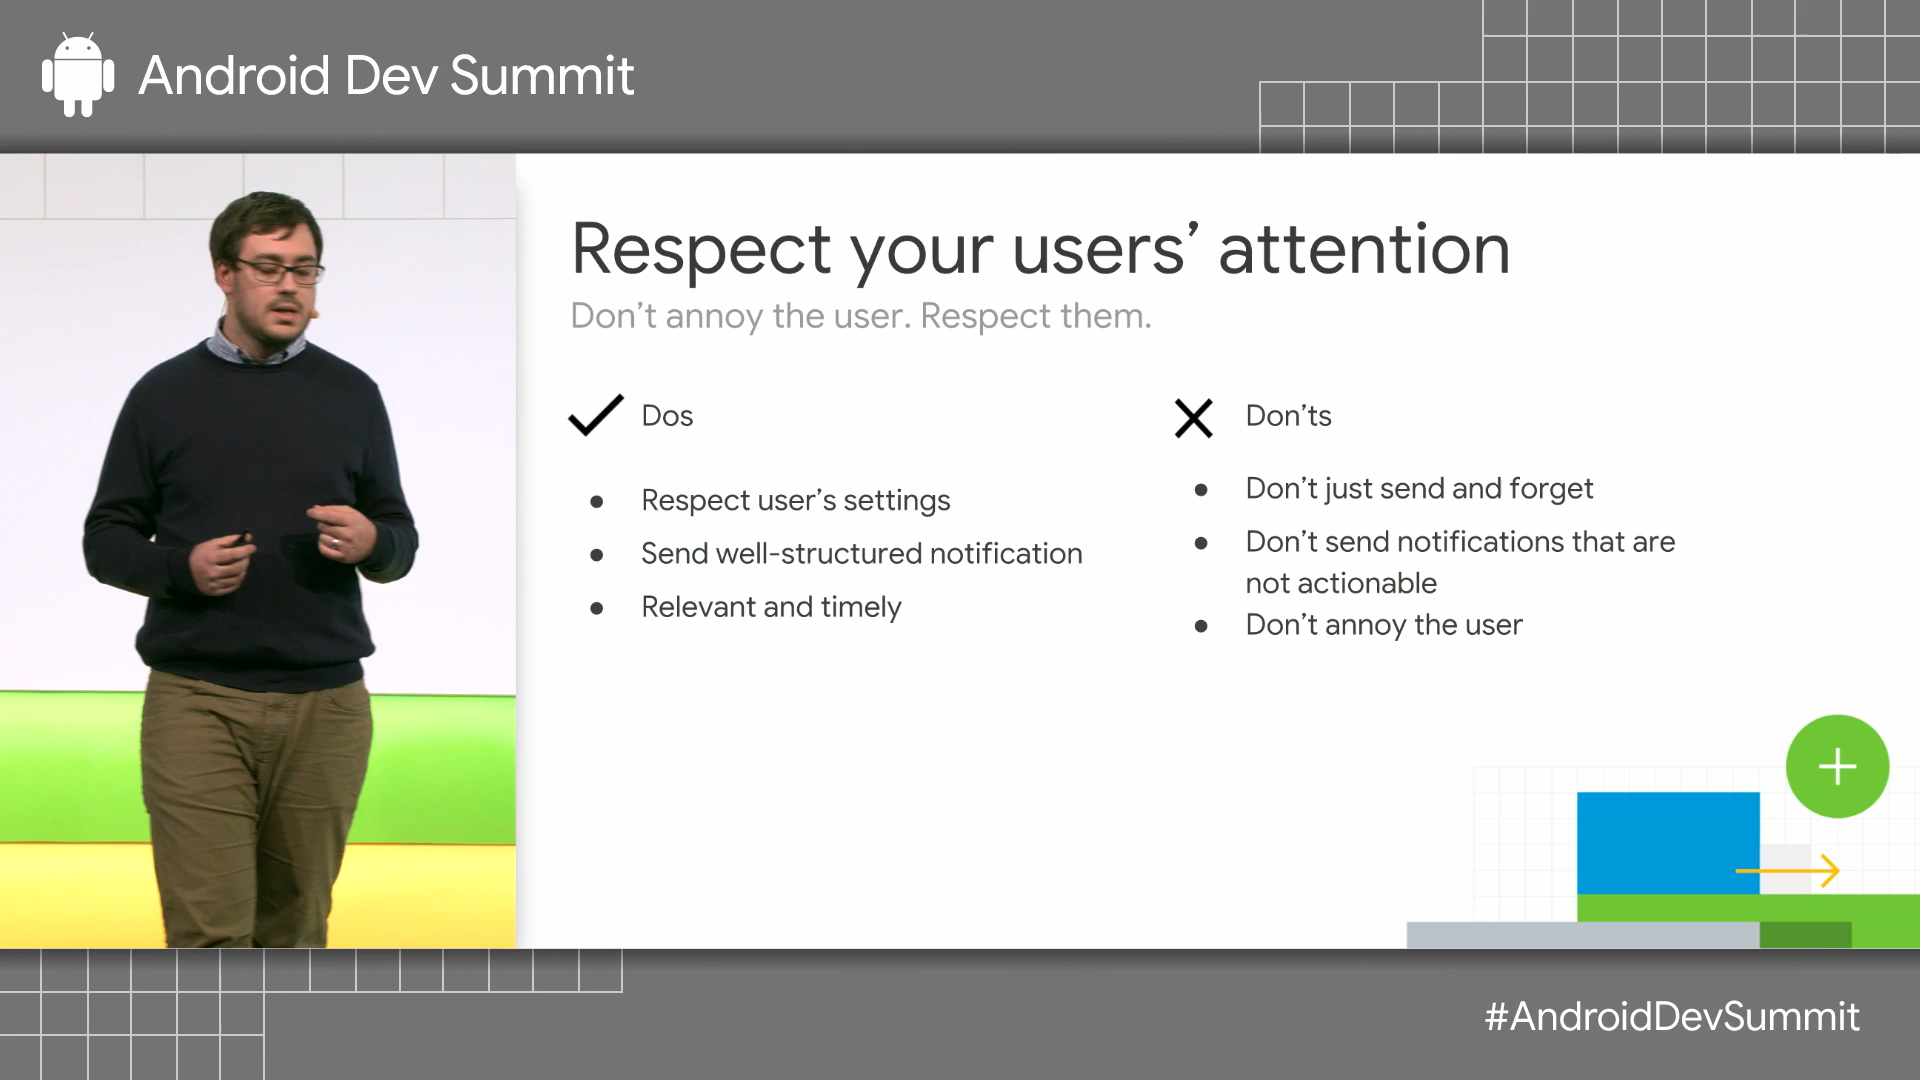 Android Dev Summit
Respect your users’ attention
Don’t annoy the user. Respect them.
Dos
● Respect user’s settings
● Send well-structured notification
● Relevant and timely
Don’ts
● Don’t just send and forget
● Don’t send notifications that are
not actionable
● Don’t annoy the user
#AndroidDevSummit